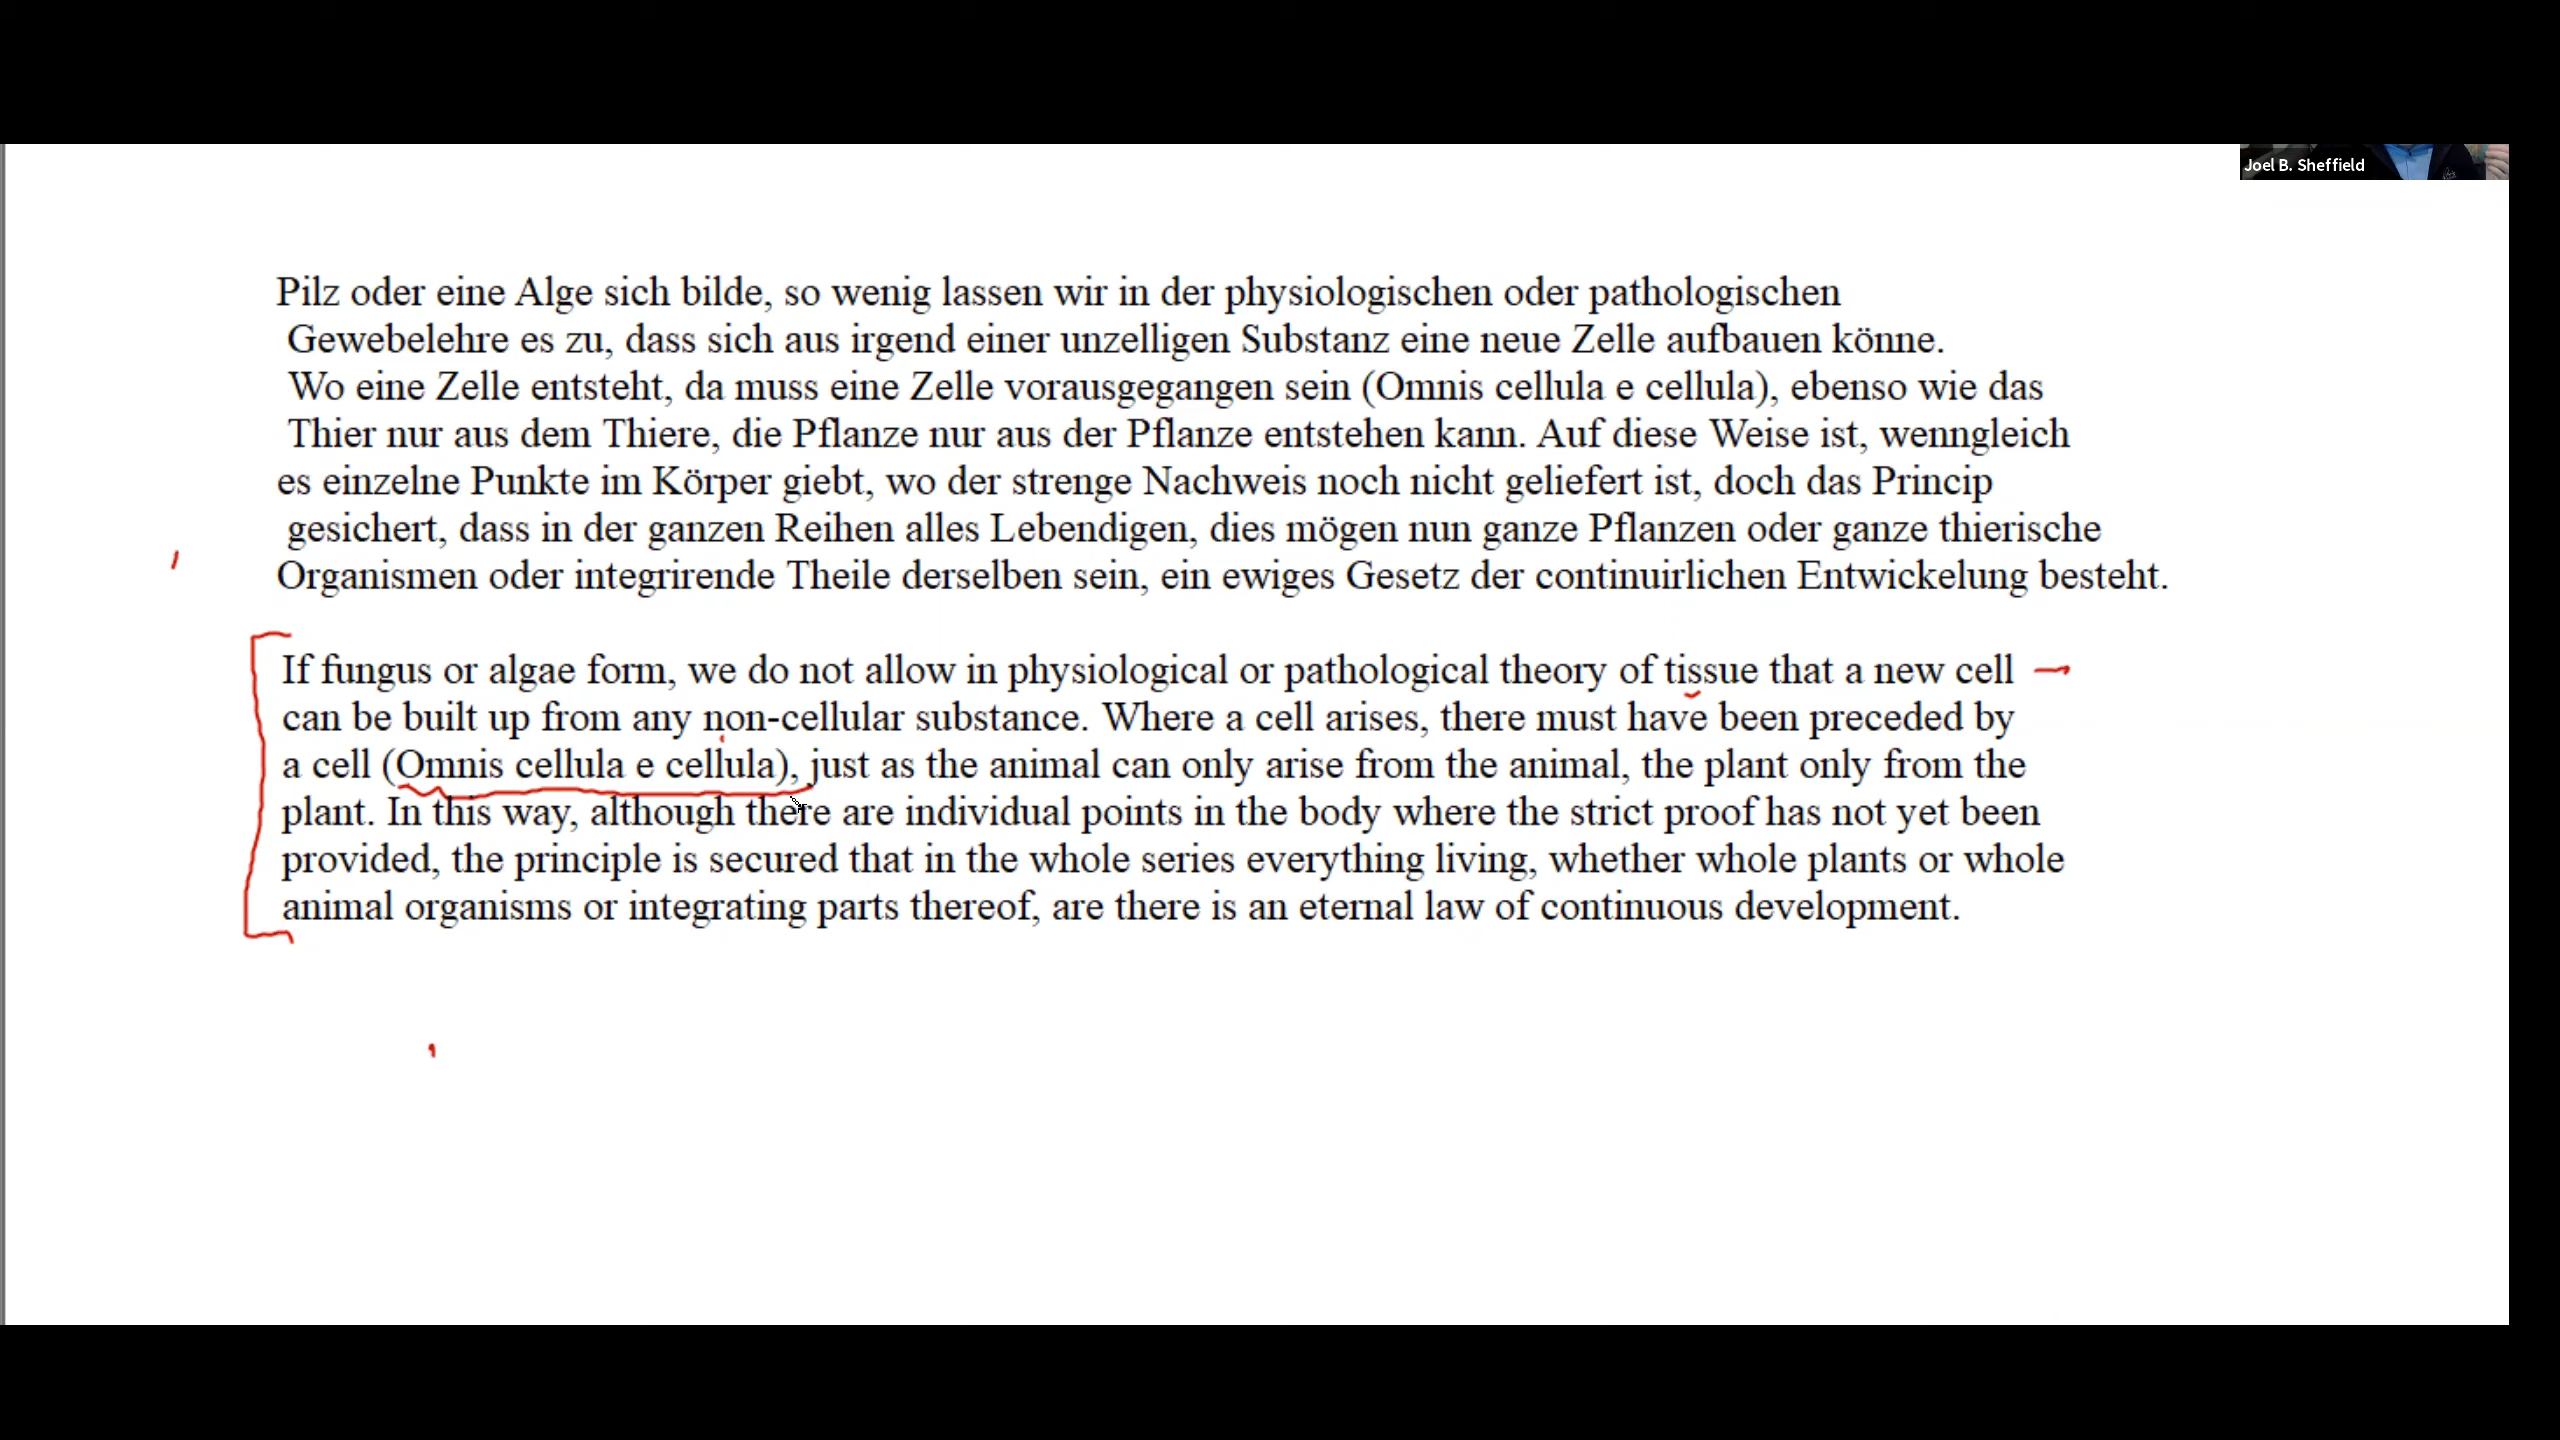 Joel B. Sheffield
Pilz oder eine Alge sich bilde, so wenig lassen wir in der physiologischen oder pathologischen
Gewebelehre es zu, dass sich aus irgend einer unzelligen Substanz eine neue Zelle aufbauen könne.
Wo eine Zelle entsteht, da muss eine Zelle vorausgegangen sein (Omnis cellula e cellula), ebenso wie das
Thier nur aus dem Thiere, die Pflanze nur aus der Pflanze entstehen kann. Auf diese Weise ist, wenngleich
es einzelne Punkte im Körper giebt, wo der strenge Nachweis noch nicht geliefert ist, doch das Princip
gesichert, dass in der ganzen Reihen alles Lebendigen, dies mögen nun ganze Pflanzen oder ganze thierische
Organismen oder integrirende Theile derselben sein, ein ewiges Gesetz der continuirlichen Entwickelung besteht.
If fungus or algae form, we do not allow in physiological or pathological theory of tissue that a new cell
can be built up from any non-cellular substance. Where a cell arises, there must have been preceded by
a cell (Omnis cellula e cellula), just as the animal can only arise from the animal, the plant only from the
plant. In this way, although there are individual points in the body where the strict proof has not yet been
provided, the principle is secured that in the whole series everything living, whether whole plants or whole
animal organisms or integrating parts thereof, are there is an eternal law of continuous development.